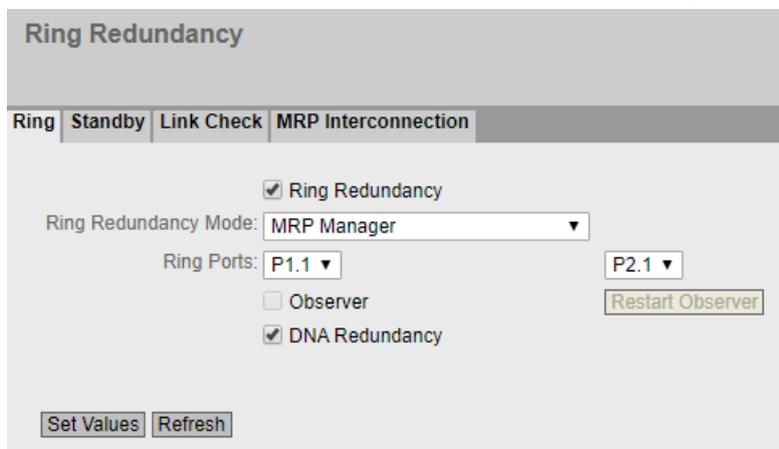 Ring Redundancy
Ring Standby Link Check MRP Interconnection
Ring Redundancy
Ring Redundancy Mode: MRP Manager
Ring Ports: P1.1 P2.1
Observer Restart Observer
DNA Redundancy
Set Values Refresh